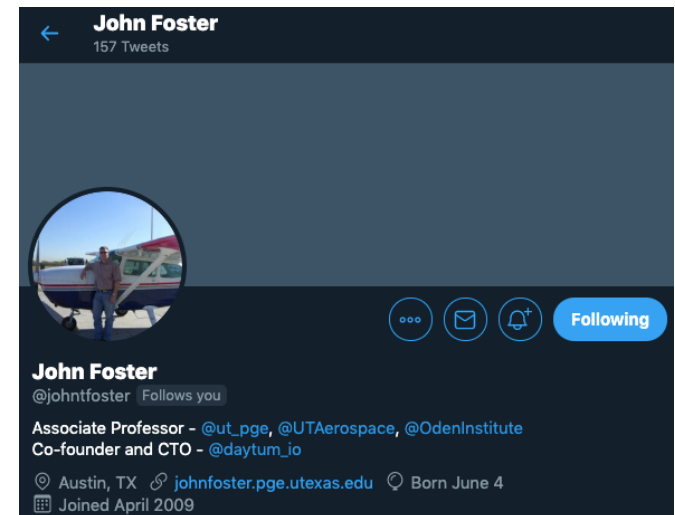 John Foster
157 Tweets
Following
John Foster
@johntfoster Follows you
Associate Professor - @ut_pge, @UTAerospace, @OdenInstitute
Co-founder and CTO - @daytum_io
Austin, TX johnfoster.pge.utexas.edu Born June 4
Joined April 2009